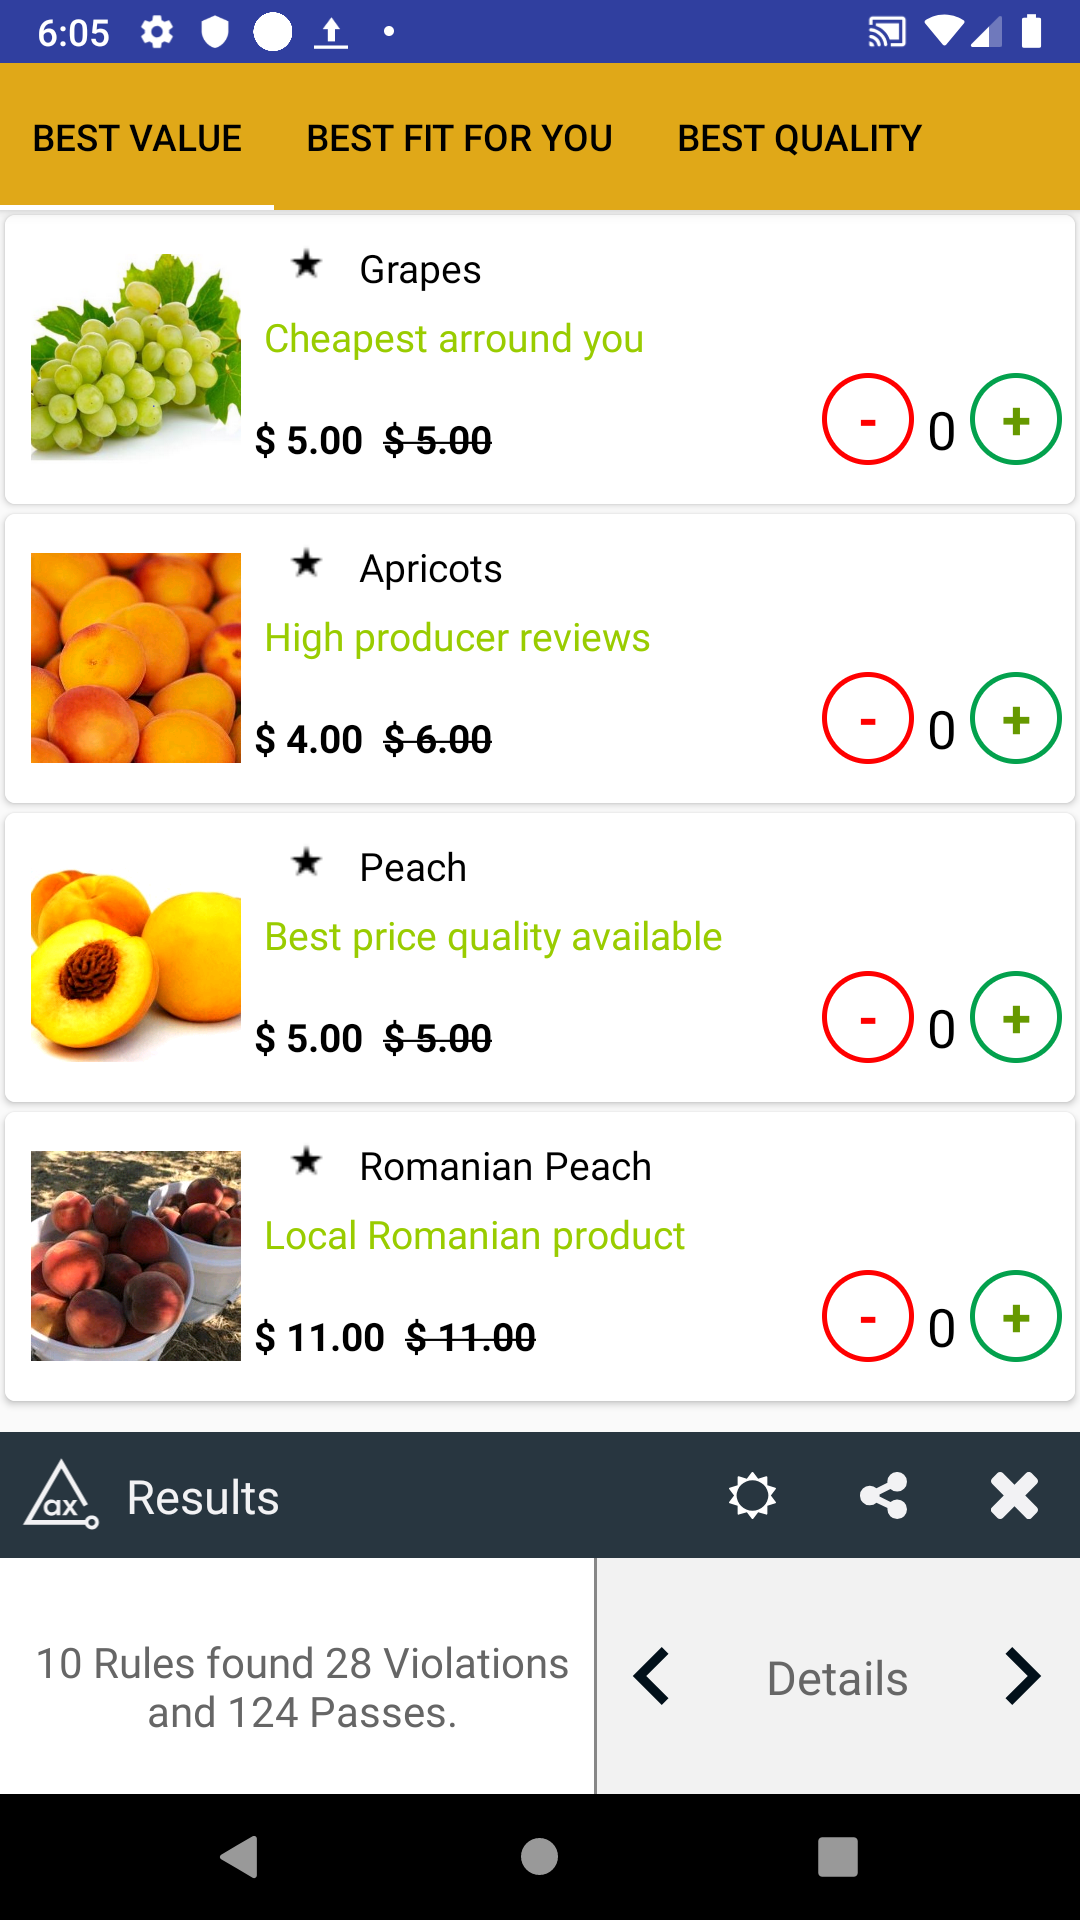 6:05
BEST VALUE BEST FIT FOR YOU BEST QUALITY
Grapes
Cheapest arround you
$ 5.00 $ 5.00 - 0 +
Apricots
High producer reviews
$ 4.00 $ 6.00 - 0 +
Peach
Best price quality available
$ 5.00 $ 5.00 - 0 +
Romanian Peach
Local Romanian product
$ 11.00 $ 11.00 - 0 +
ax Results
10 Rules found 28 Violations
and 124 Passes.
Details